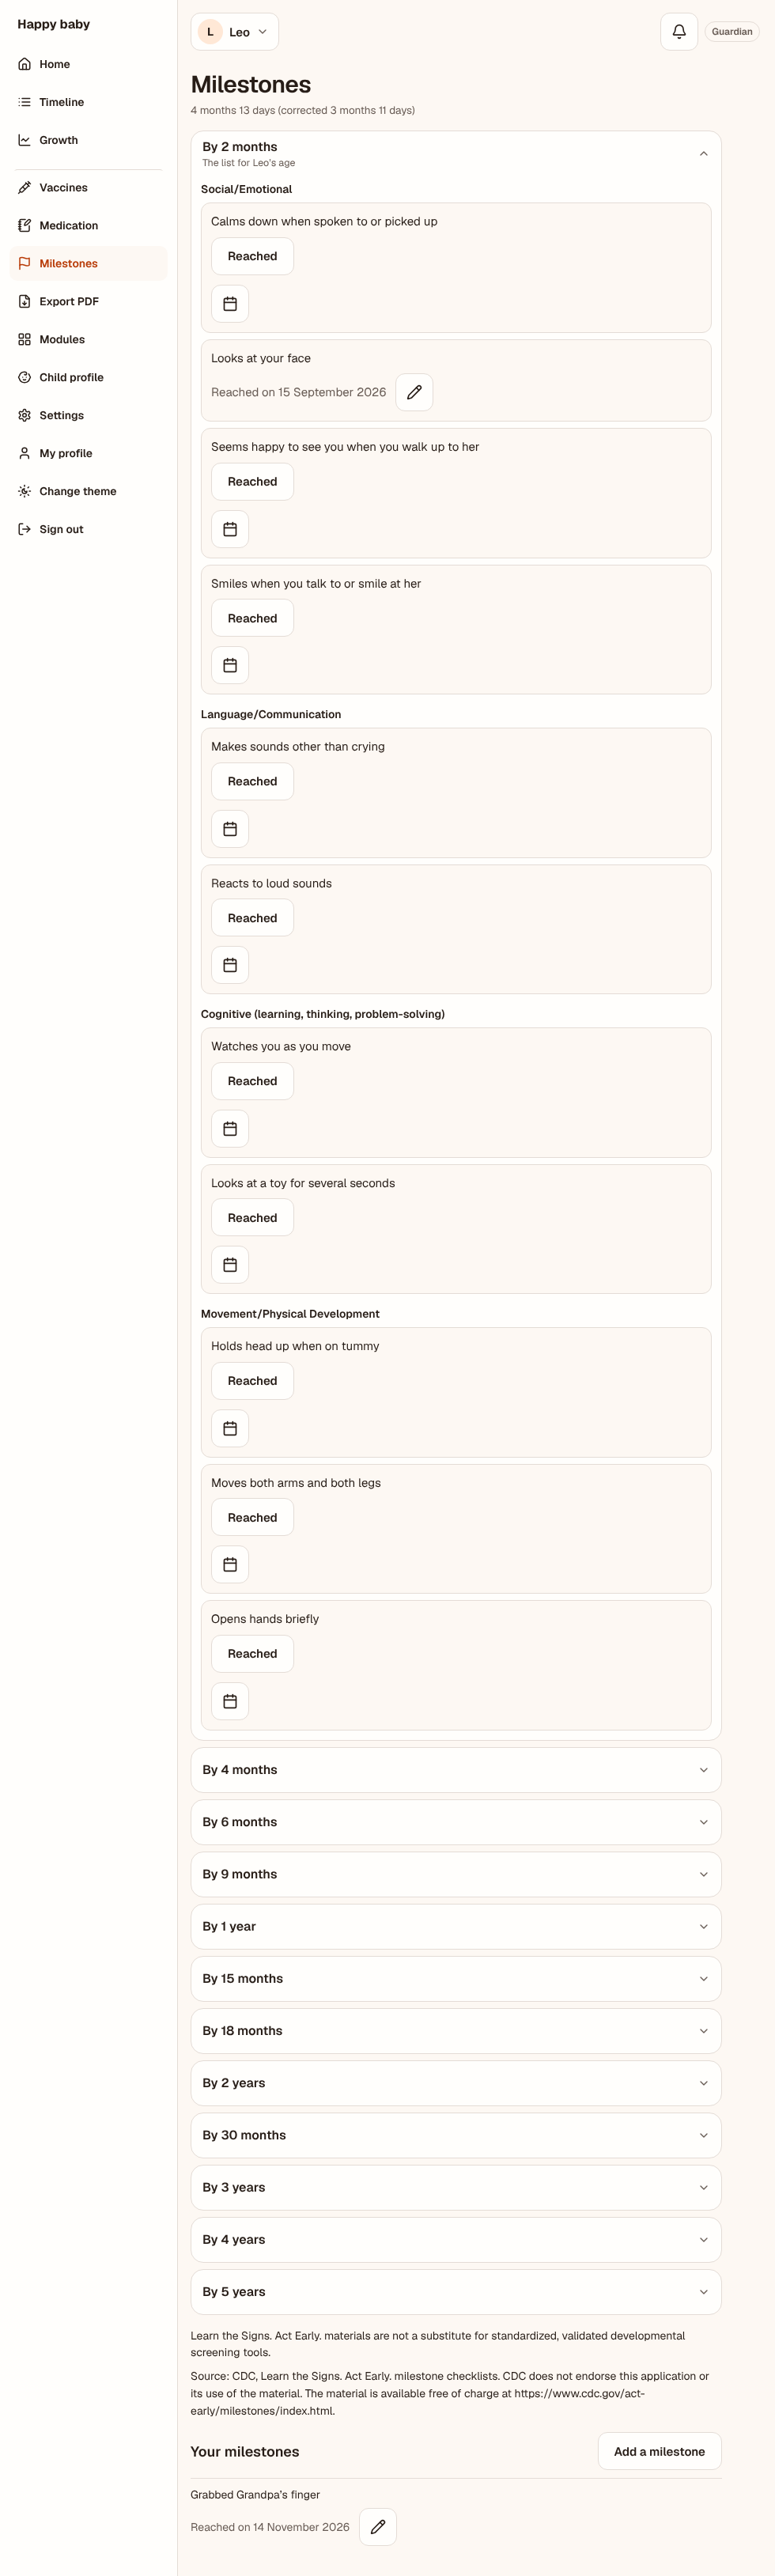 Happy baby
Home
Timeline
Growth
Vaccines
Medication
Milestones
Export PDF
Modules
Child profile
Settings
My profile
Change theme
Sign out
L Leo
Guardian
Milestones
4 months 13 days (corrected 3 months 11 days)
By 2 months
The list for Leo's age
Social/Emotional
Calms down when spoken to or picked up
Reached
Looks at your face
Reached on 15 September 2026
Seems happy to see you when you walk up to her
Reached
Smiles when you talk to or smile at her
Reached
Language/Communication
Makes sounds other than crying
Reached
Reacts to loud sounds
Reached
Cognitive (learning, thinking, problem-solving)
Watches you as you move
Reached
Looks at a toy for several seconds
Reached
Movement/Physical Development
Holds head up when on tummy
Reached
Moves both arms and both legs
Reached
Opens hands briefly
Reached
By 4 months
By 6 months
By 9 months
By 1 year
By 15 months
By 18 months
By 2 years
By 30 months
By 3 years
By 4 years
By 5 years
Learn the Signs. Act Early. materials are not a substitute for standardized, validated developmental
screening tools.
Source: CDC, Learn the Signs. Act Early. milestone checklists. CDC does not endorse this application or
its use of the material. The material is available free of charge at https://www.cdc.gov/act-
early/milestones/index.html.
Your milestones
Add a milestone
Grabbed Grandpa's finger
Reached on 14 November 2026